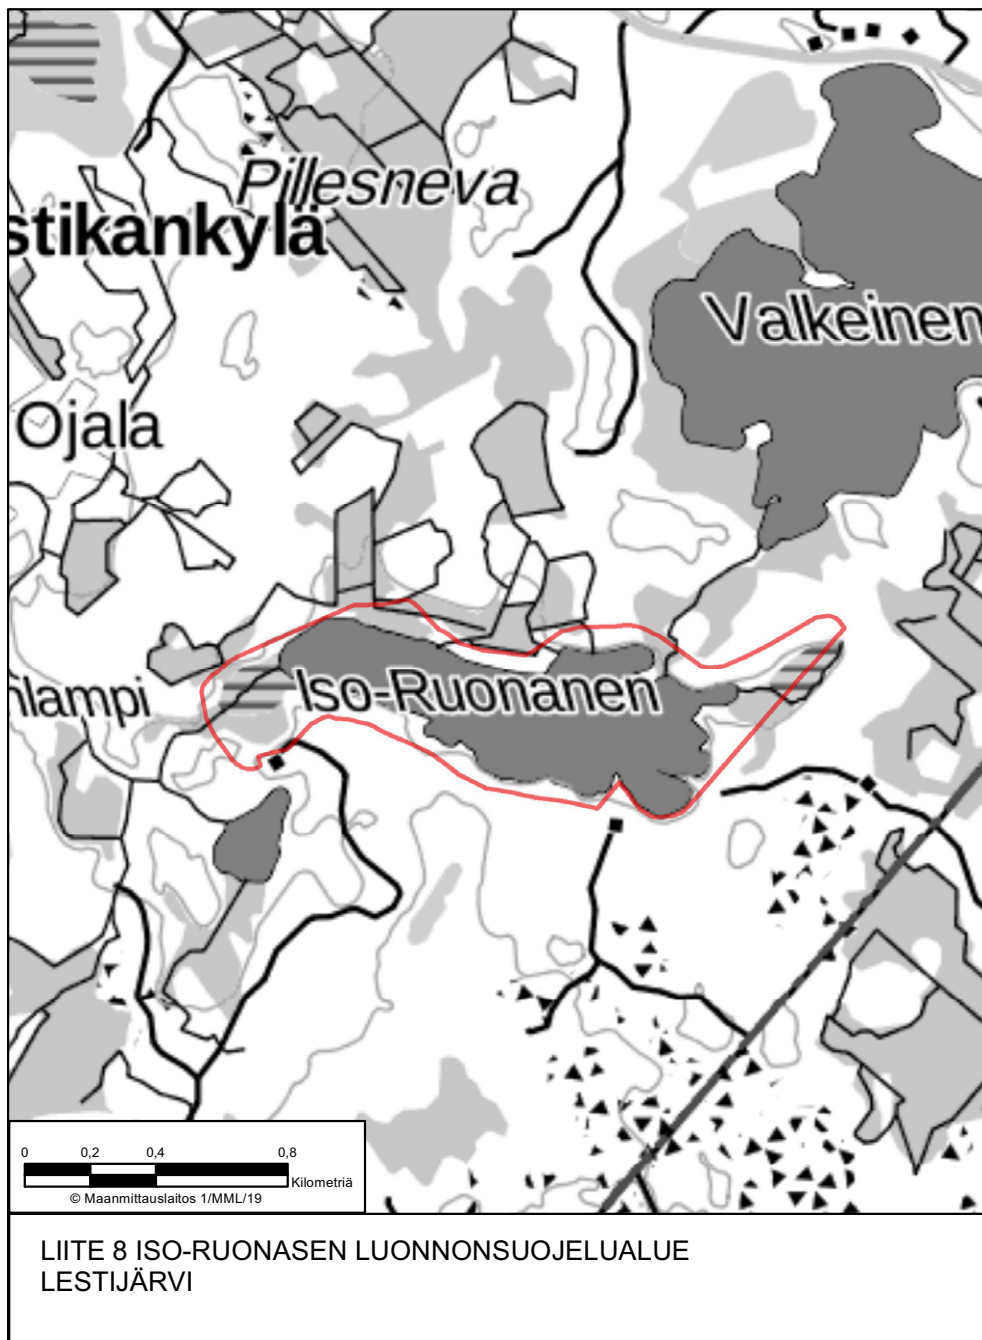 Pillesneva
stikankylä
Valkeinen
Ojala
Iso-Ruonanen
nlampi
0 0,2 0,4 0,8
Kilometriä
© Maanmittauslaitos 1/MML/19
LIITE 8 ISO-RUONASEN LUONNONSUOJELUALUE
LESTIJÄRVI